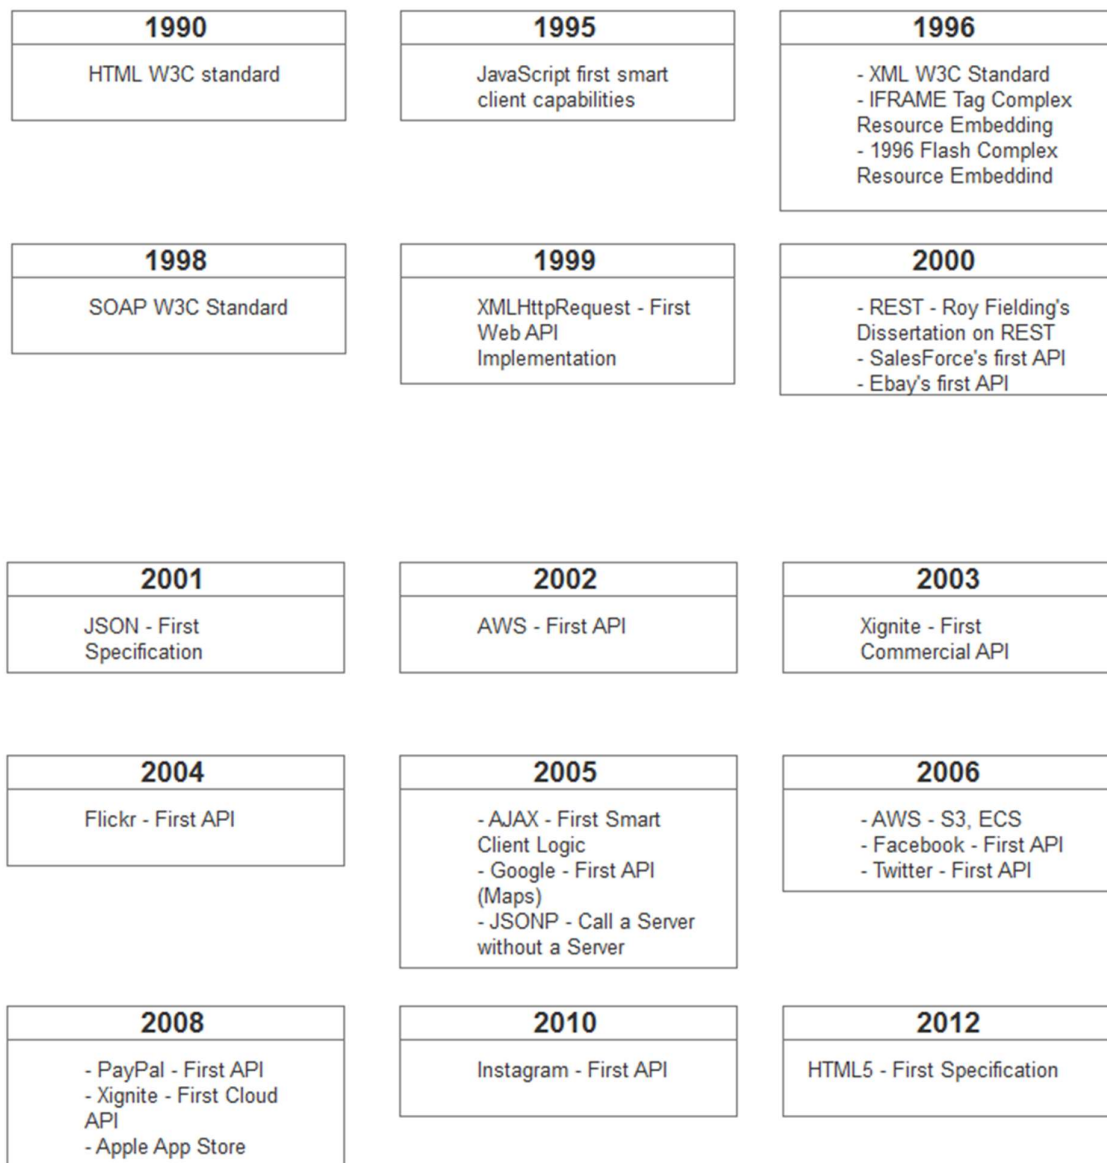 1990
HTML W3C standard
1995
JavaScript first smart
client capabilities
1996
- XML W3C Standard
- IFRAME Tag Complex
Resource Embedding
- 1996 Flash Complex
Resource Embeddind
1998
SOAP W3C Standard
1999
XMLHttpRequest - First
Web API
Implementation
2000
- REST - Roy Fielding's
Dissertation on REST
- SalesForce's first API
- Ebay's first API
2001
JSON - First
Specification
2002
AWS - First API
2003
Xignite - First
Commercial API
2004
Flickr - First API
2005
- AJAX - First Smart
Client Logic
- Google - First API
(Maps)
- JSONP - Call a Server
without a Server
2006
- AWS - S3, ECS
- Facebook - First API
- Twitter - First API
2008
- PayPal - First API
- Xignite - First Cloud
API
- Apple App Store
2010
Instagram - First API
2012
HTML5 - First Specification